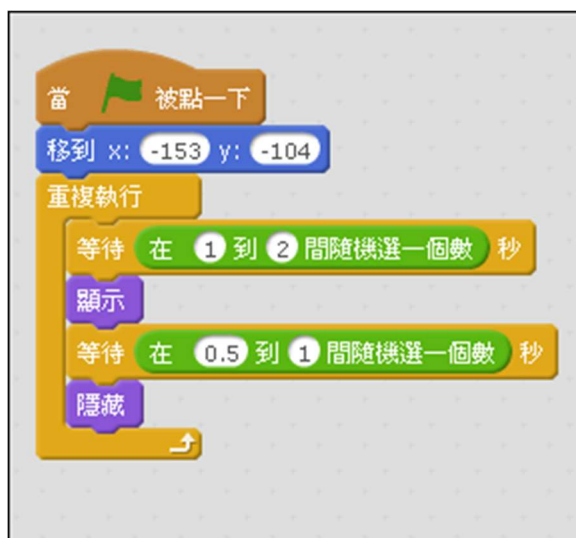 當 被點一下
移到 x: -153 y: -104
重複執行
等待 在 1 到 2 間隨機選一個數 秒
顯示
等待 在 0.5 到 1 間隨機選一個數 秒
隱藏